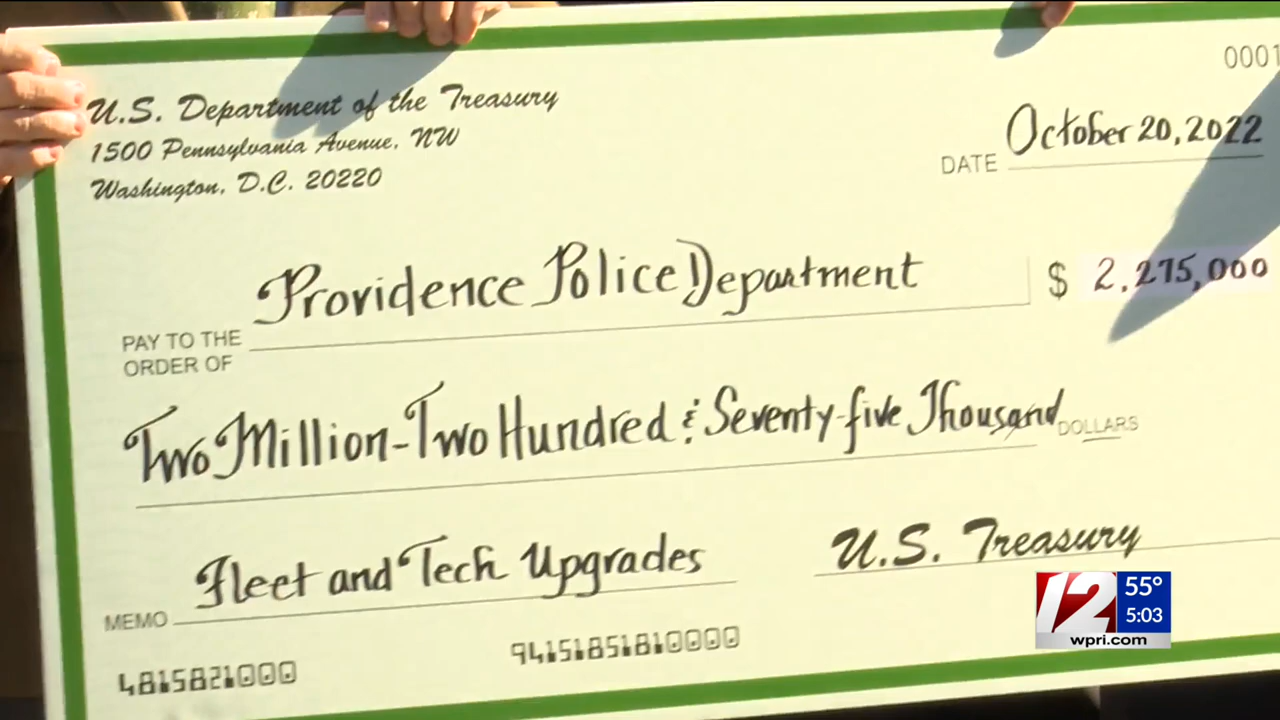 0001
U.S. Department of the Treasury
1500 Pennsylvania Avenue, NW
Washington, D.C. 20220
DATE October 20, 2022
PAY TO THE
ORDER OF
Providence Police Department $ 2,275,000
Two Million-Two Hundred & Seventy-five Thousand DOLLARS
MEMO Fleet and Tech Upgrades
U.S. Treasury
4815821000 94151851810000
12 55° 5:03
wpri.com